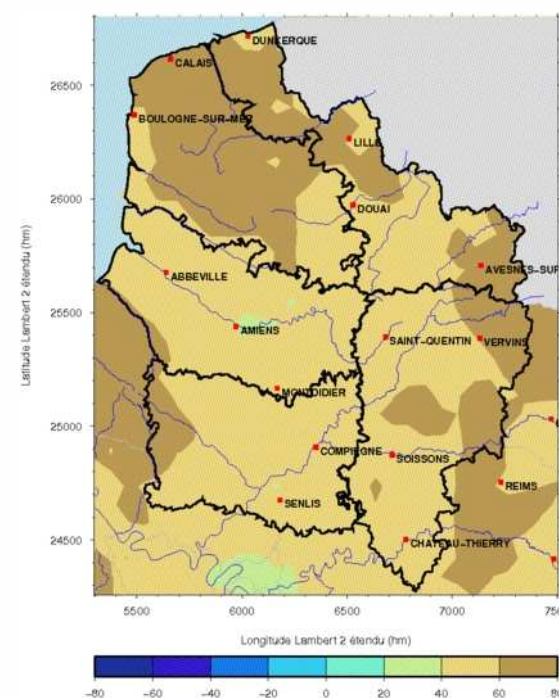 DUNKERQUE
CALAIS
26500
BOULOGNE-SUR-MER
LILLE
26000
DOUAI
AVESNES-SUR
ABBEVILLE
25500
AMIENS
SAINT-QUENTIN
VERVINS
Latitude Lambert 2 étendu (hm)
MONTDIDIER
25000
COMPIEGNE
SOISSONS
REIMS
SENLIS
24500
CHATEAU-THIERRY
5500 6000 6500 7000 750
Longitude Lambert 2 étendu (hm)
-80 -60 -40 -20 0 20 40 60 8